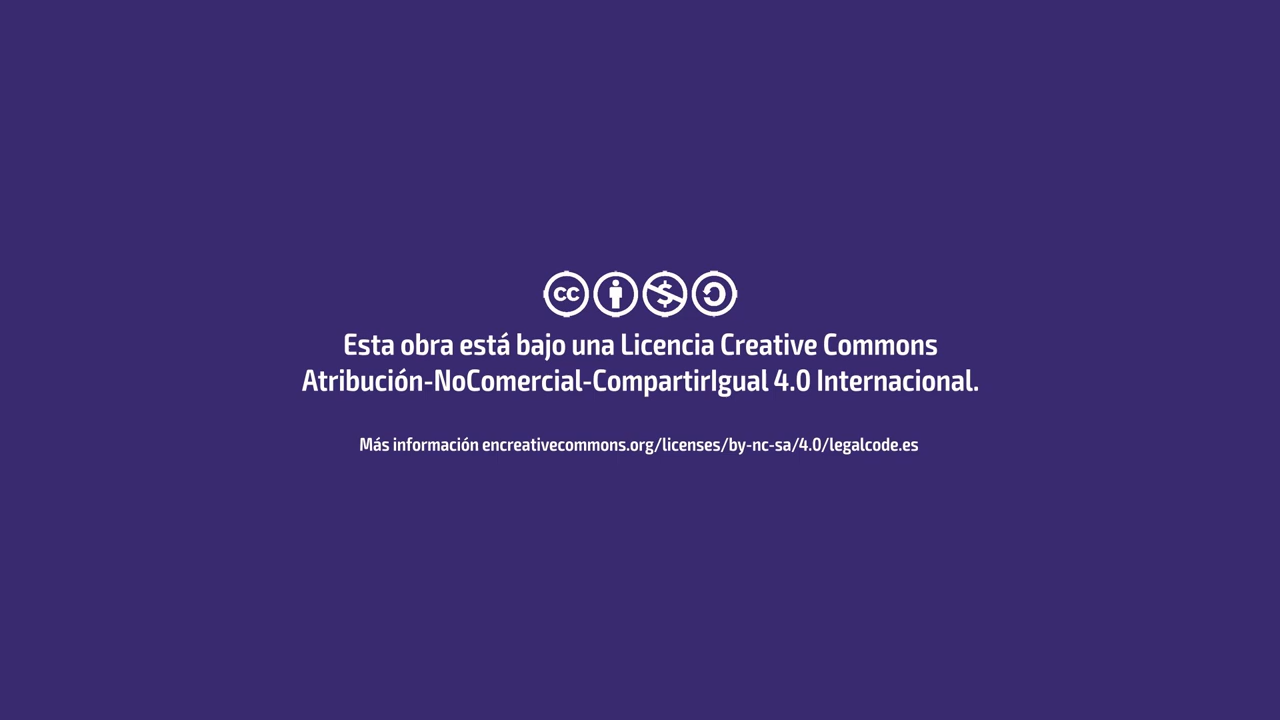 cc
Esta obra está bajo una Licencia Creative Commons
Atribución-NoComercial-CompartirIgual 4.0 Internacional.
Más información encreativecommons.org/licenses/by-nc-sa/4.0/legalcode.es